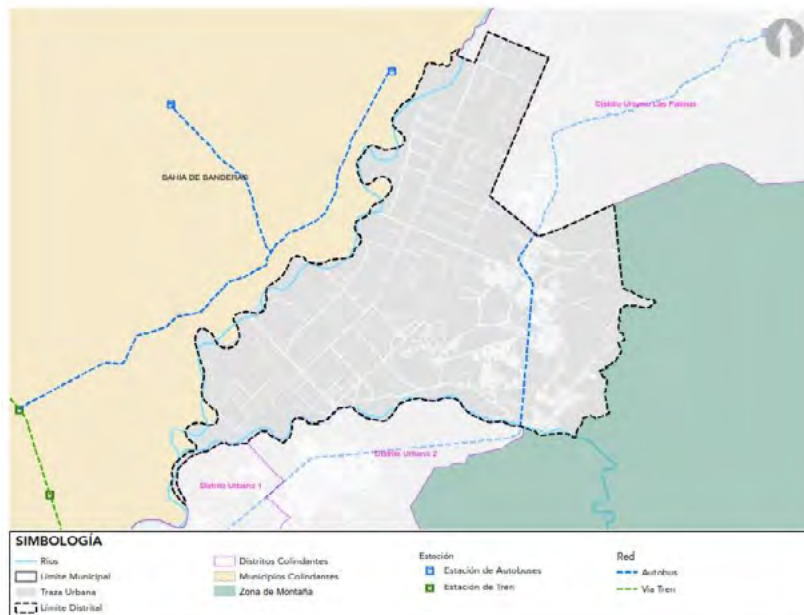 Distrito Urbano Las Palmas
BAHÍA DE BANDERAS
Distrito Urbano 2
Distrito Urbano 1
SIMBOLOGÍA
Ríos
Límite Municipal
Traza Urbana
Límite Distrital
Distritos Colindantes
Municipios Colindantes
Zona de Montaña
Estación
Estación de Autobuses
Estación de Tren
Red
Autobus
Vía Tren